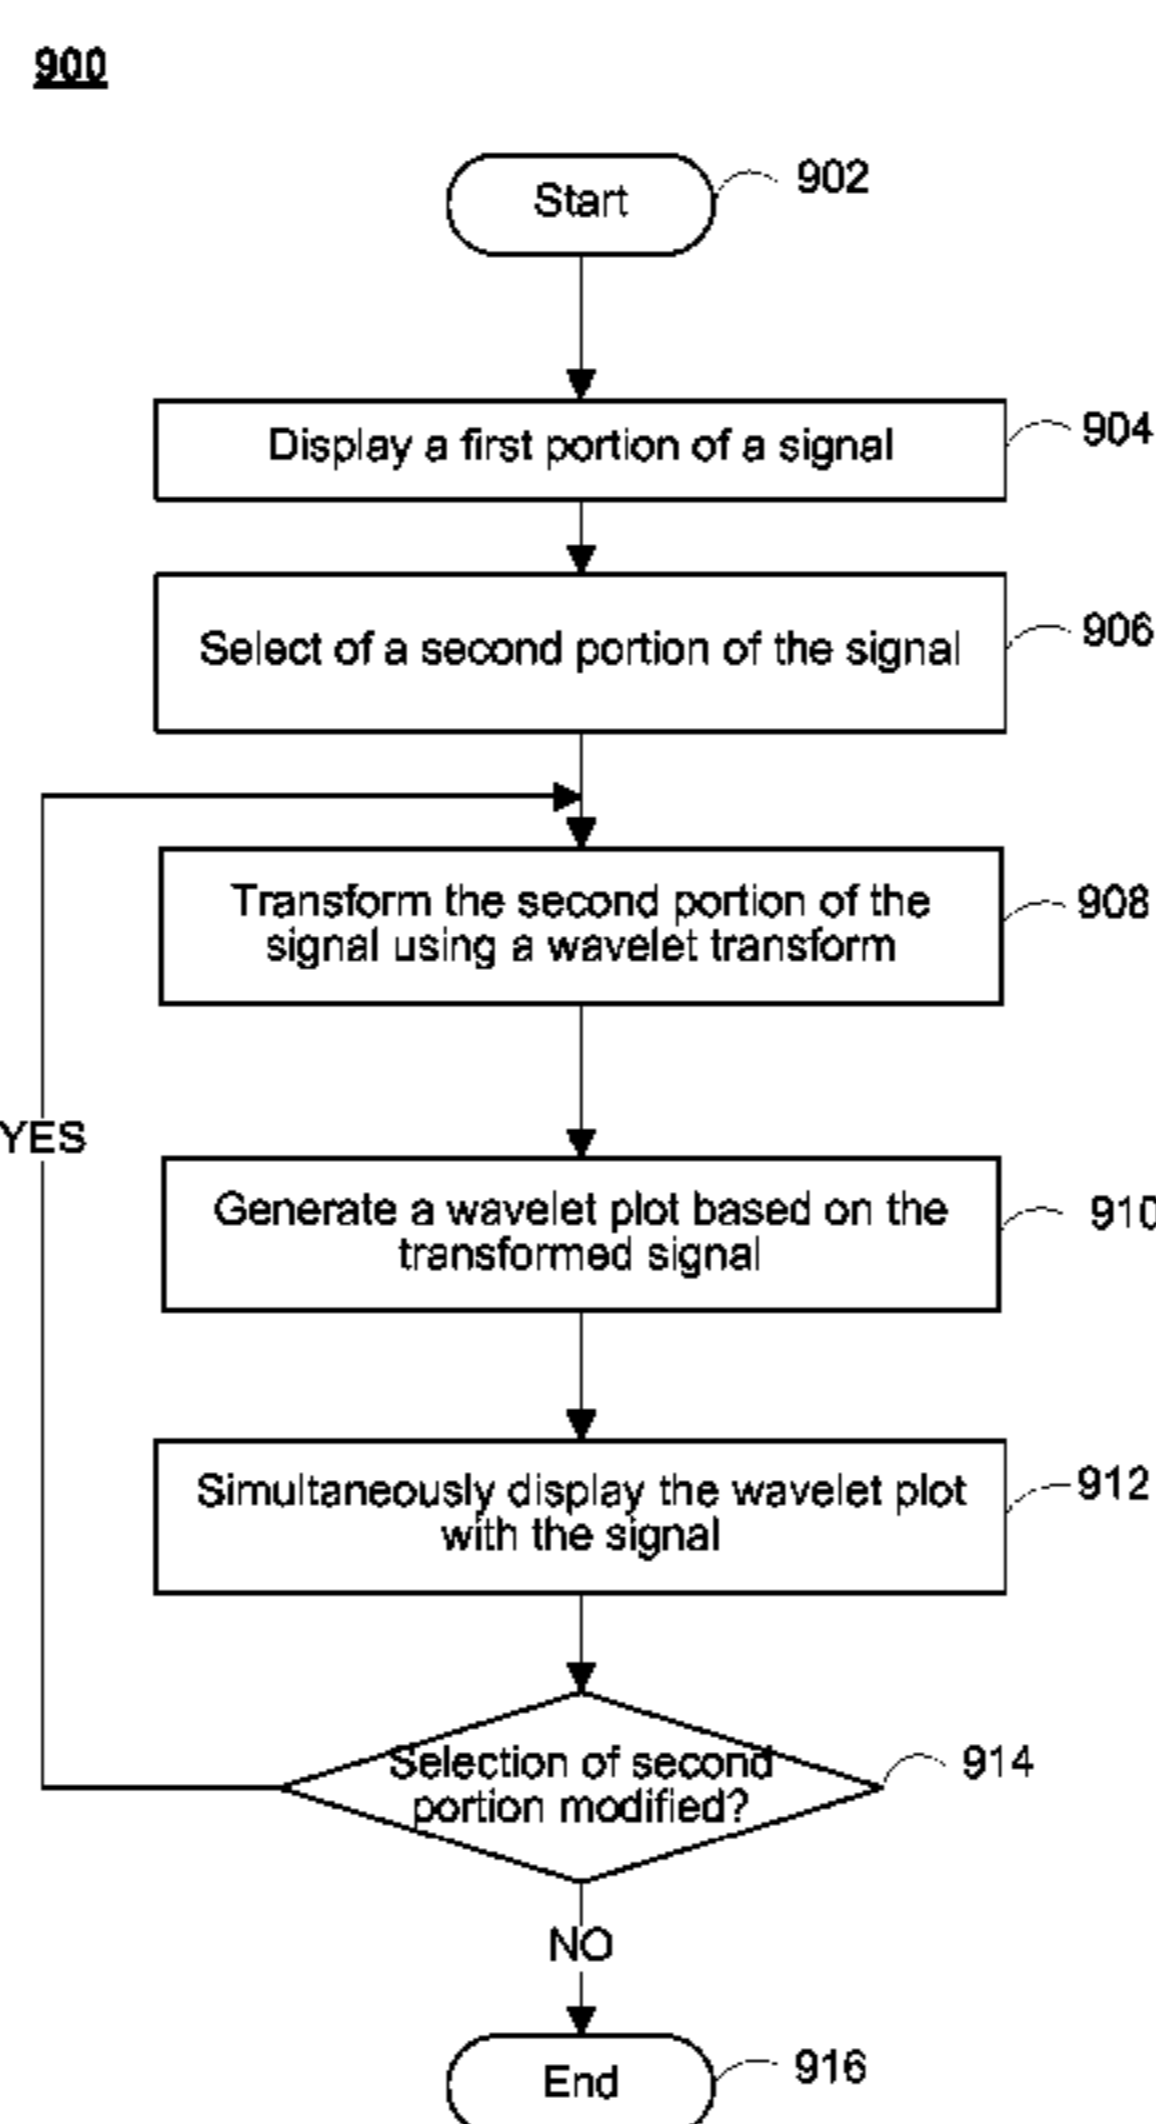 900
Start
902
Display a first portion of a signal
904
Select of a second portion of the signal
906
Transform the second portion of the
signal using a wavelet transform
908
YES
Generate a wavelet plot based on the
transformed signal
910
Simultaneously display the wavelet plot
with the signal
912
Selection of second
portion modified?
914
NO
End
916